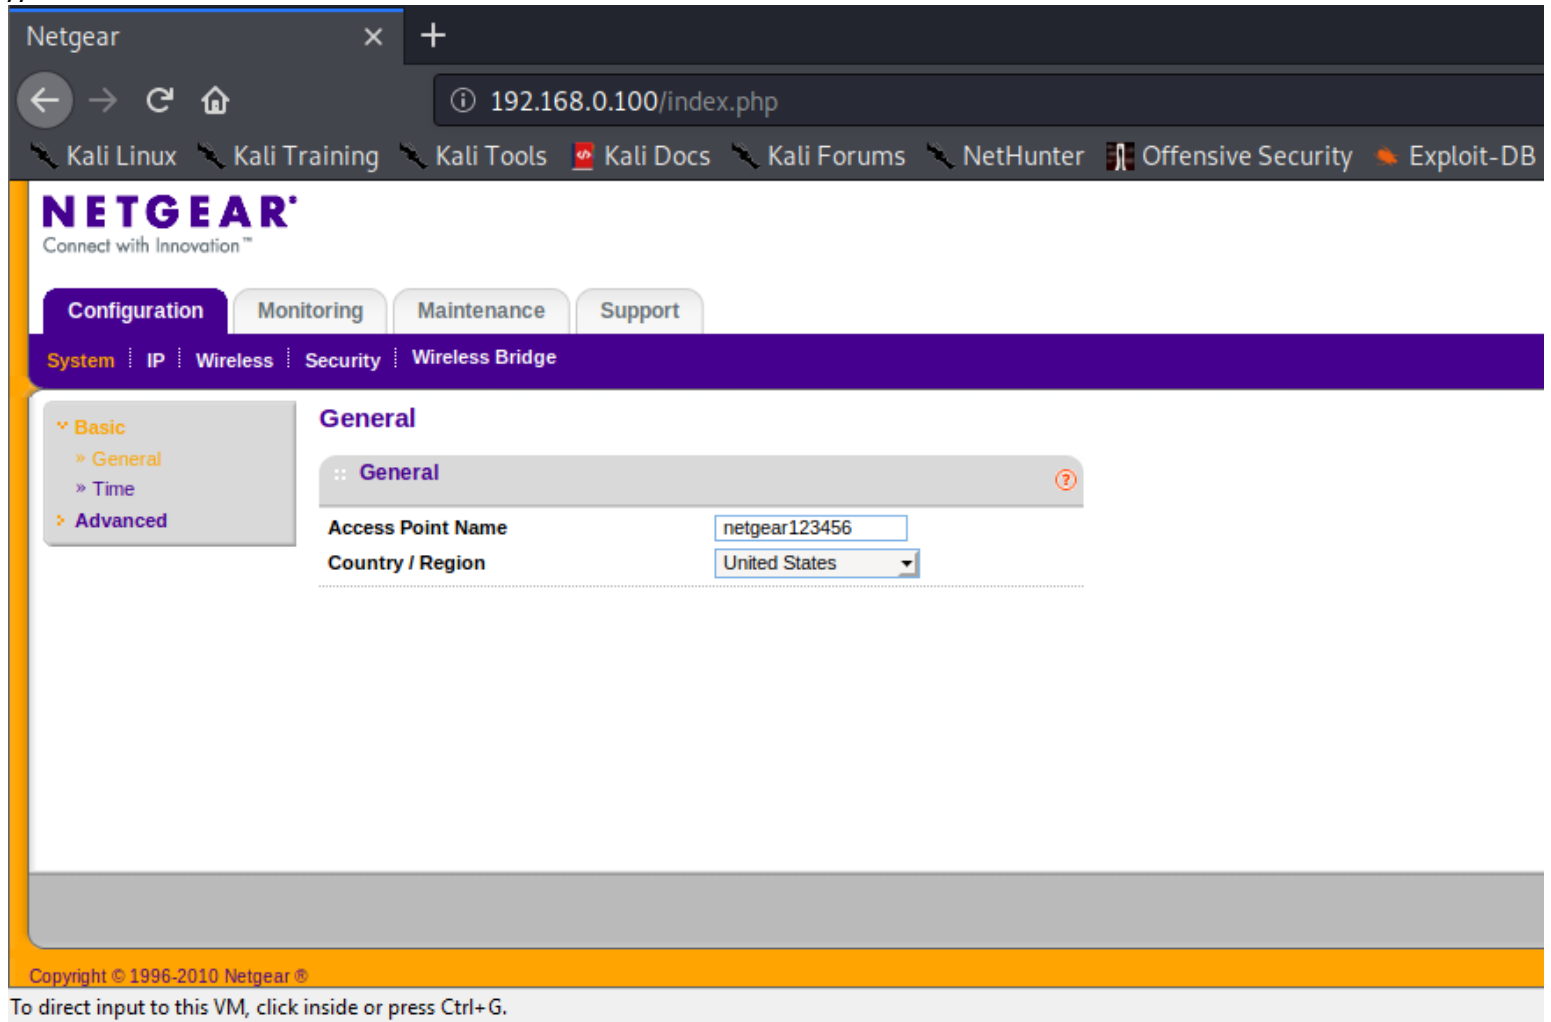 Netgear
192.168.0.100/index.php
Kali Linux Kali Training Kali Tools Kali Docs Kali Forums NetHunter Offensive Security Exploit-DB
NETGEAR®
Connect with Innovation™
Configuration Monitoring Maintenance Support
System IP Wireless Security Wireless Bridge
Basic
» General
» Time
Advanced
General
General
Access Point Name netgear123456
Country / Region United States
Copyright © 1996-2010 Netgear ®
To direct input to this VM, click inside or press Ctrl+G.